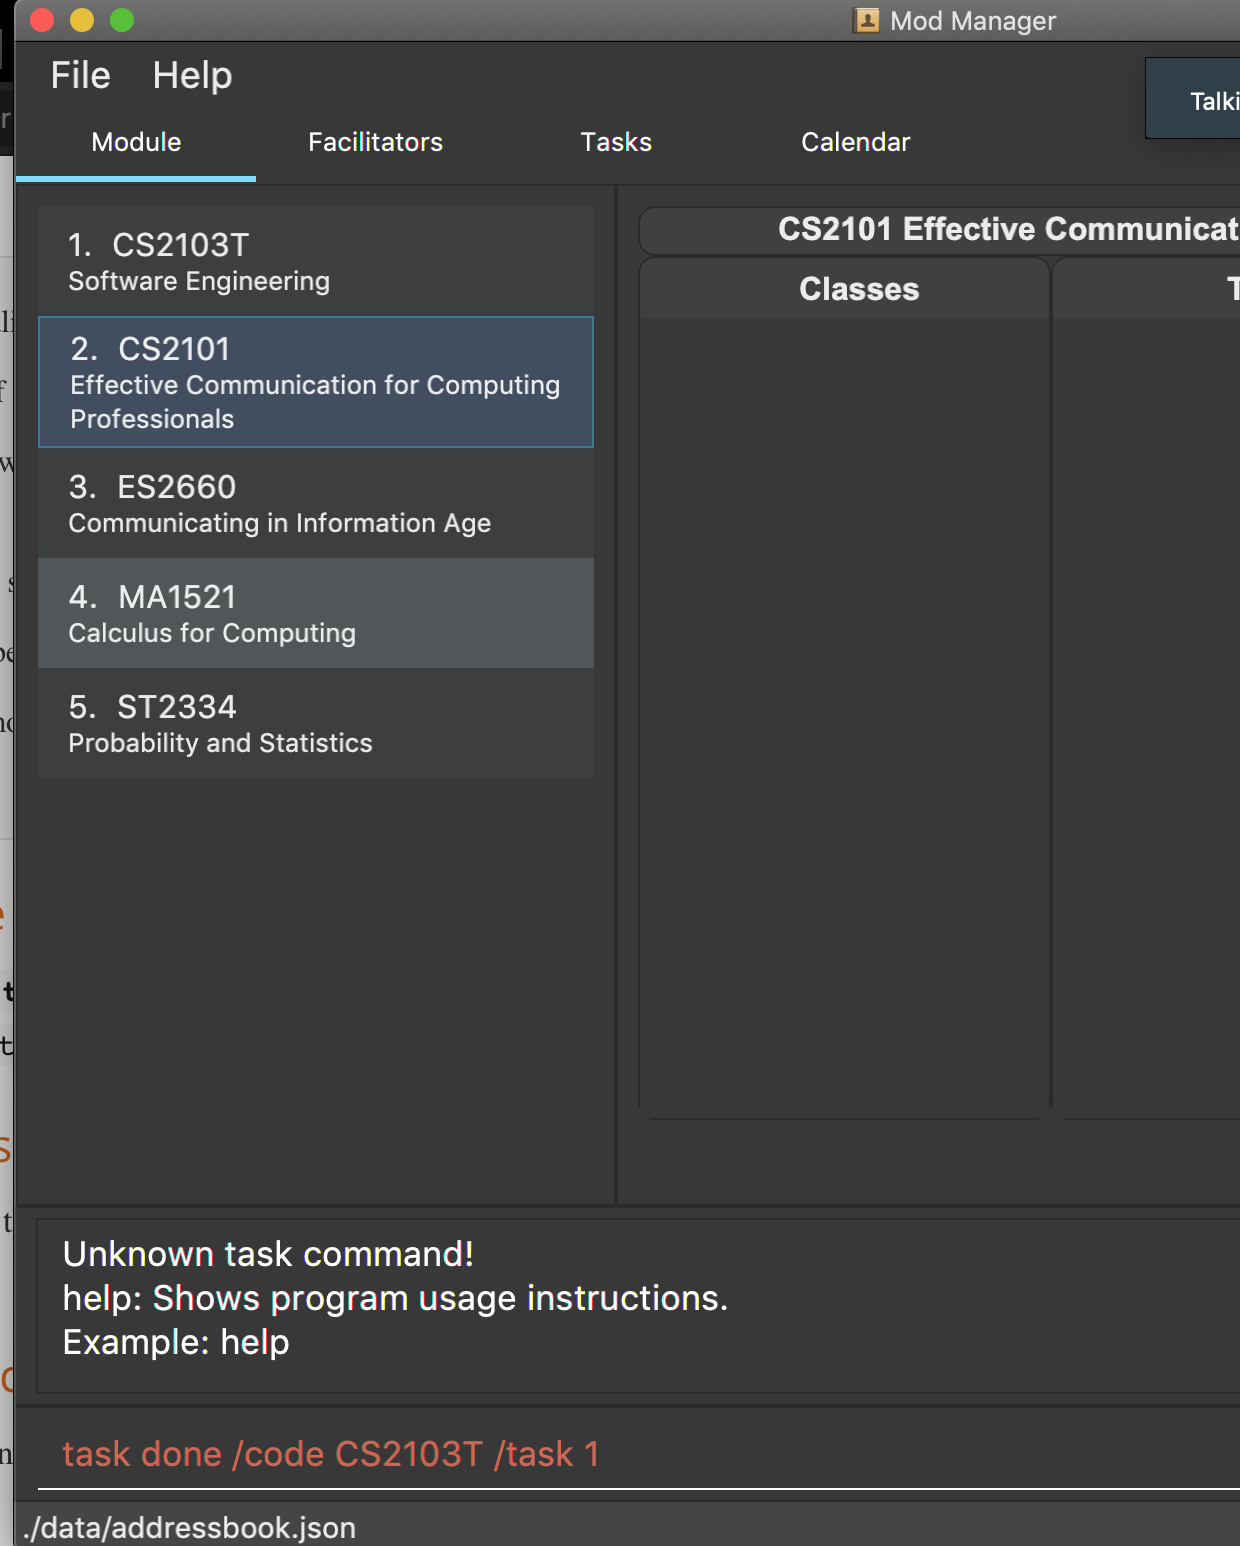 Mod Manager
File Help
Module Facilitators Tasks Calendar
1. CS2103T
Software Engineering
2. CS2101
Effective Communication for Computing
Professionals
3. ES2660
Communicating in Information Age
4. MA1521
Calculus for Computing
5. ST2334
Probability and Statistics
CS2101 Effective
Classes
Unknown task command!
help: Shows program usage instructions.
Example: help
task done /code CS2103T /task 1
./data/addressbook.json